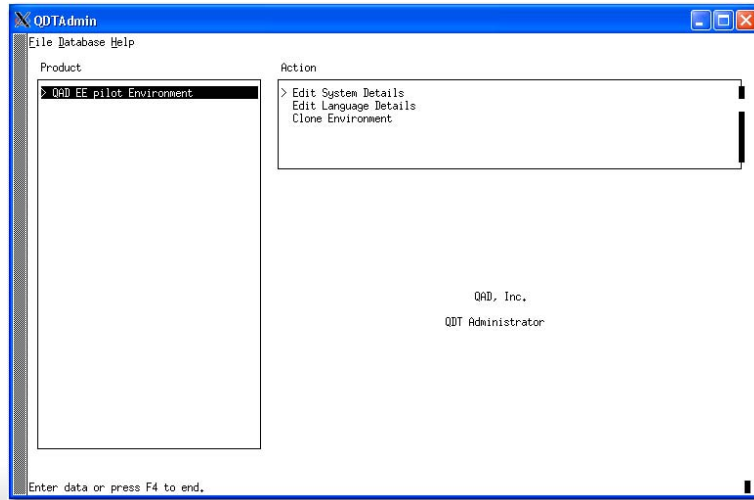 QDTAdmin
File Database Help
Product
Action
> QAD EE pilot Environment
> Edit System Details
Edit Language Details
Clone Environment
QAD, Inc.
QDT Administrator
Enter data or press F4 to end.